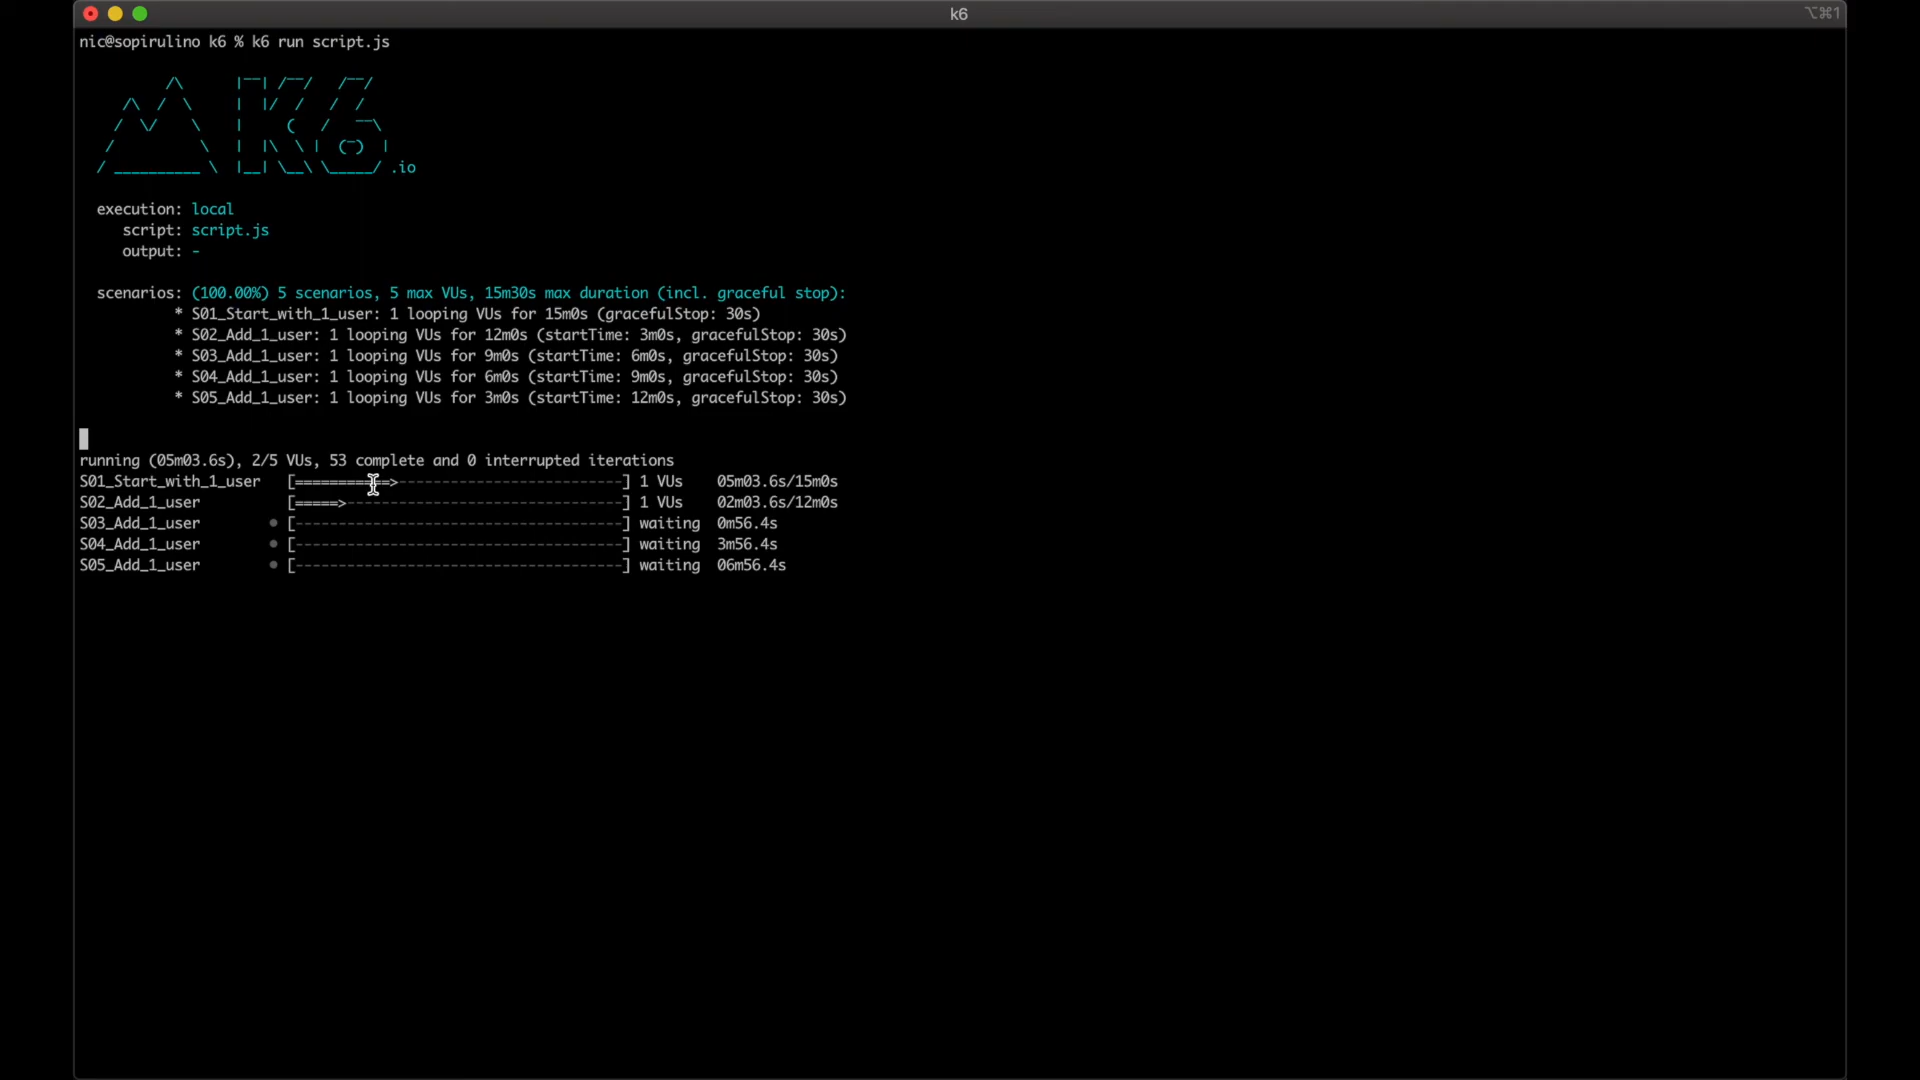 k6
⌥⌘1
nic@sopirulino k6 % k6 run script.js
.io
execution: local
script: script.js
output: -
scenarios: (100.00%) 5 scenarios, 5 max VUs, 15m30s max duration (incl. graceful stop):
* S01_Start_with_1_user: 1 looping VUs for 15m0s (gracefulStop: 30s)
* S02_Add_1_user: 1 looping VUs for 12m0s (startTime: 3m0s, gracefulStop: 30s)
* S03_Add_1_user: 1 looping VUs for 9m0s (startTime: 6m0s, gracefulStop: 30s)
* S04_Add_1_user: 1 looping VUs for 6m0s (startTime: 9m0s, gracefulStop: 30s)
* S05_Add_1_user: 1 looping VUs for 3m0s (startTime: 12m0s, gracefulStop: 30s)
running (05m03.6s), 2/5 VUs, 53 complete and 0 interrupted iterations
S01_Start_with_1_user [===========>--------------------------] 1 VUs 05m03.6s/15m0s
S02_Add_1_user [=====>--------------------------------] 1 VUs 02m03.6s/12m0s
S03_Add_1_user • [--------------------------------------] waiting 0m56.4s
S04_Add_1_user • [--------------------------------------] waiting 3m56.4s
S05_Add_1_user • [--------------------------------------] waiting 06m56.4s